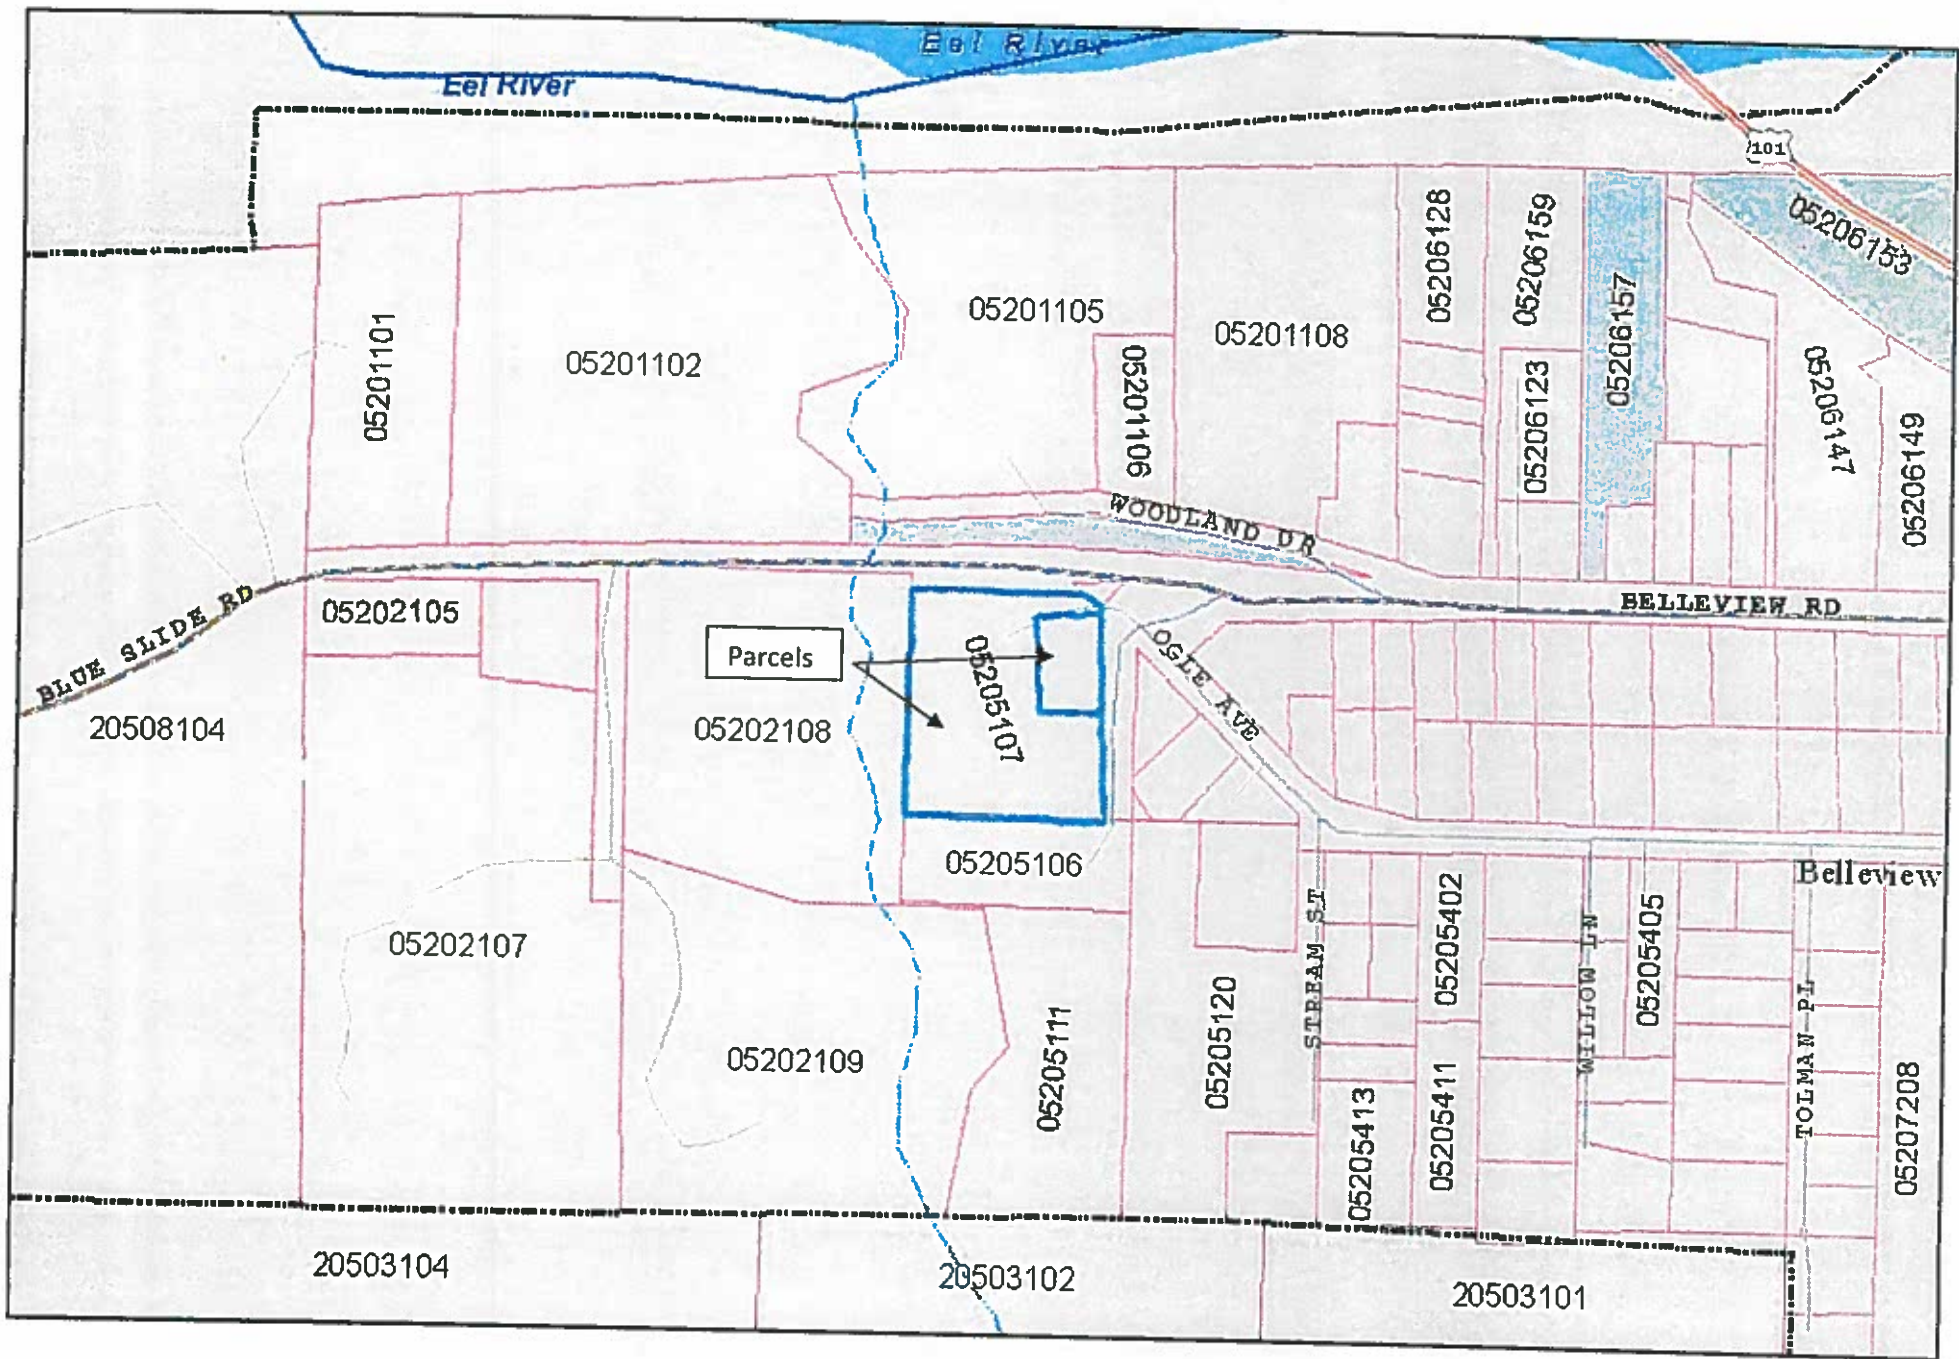 Eel River
Eel River
101
05206128
05206159
05206153
05206157
05201105
05201108
05201101
05201102
05201106
05206123
05206147
05206149
WOODLAND DR
BLUE SLIDE RD
05202105
BELLEVIEW RD
Parcels
05205107
OGLE AVE
20508104
05202108
05205106
Belleview
05202107
STREAM ST
05205402
WILLOW LN
05205405
05202109
05205111
05205120
TOLMAN PL
05205413
05205411
05207208
20503104
20503102
20503101